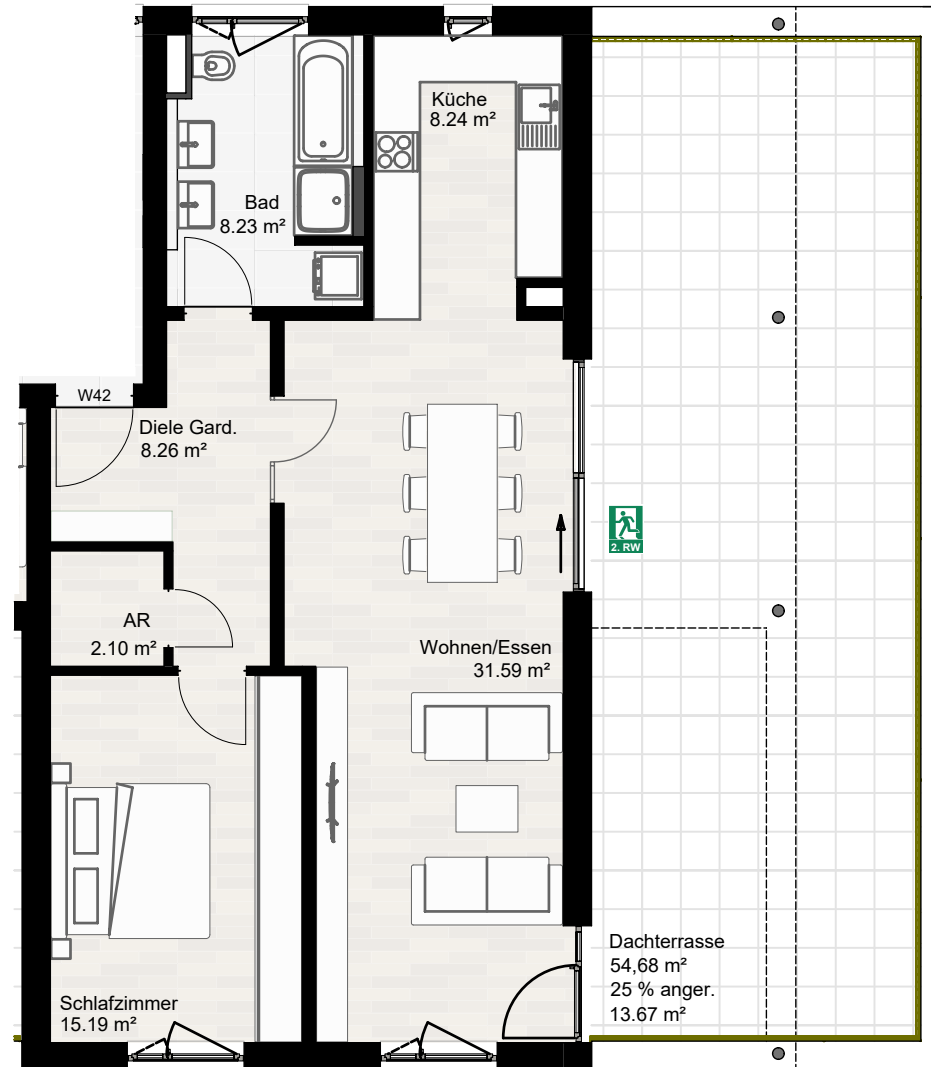 Küche
8.24 m²
Bad
8.23 m²
W42
Diele Gard.
8.26 m²
2. RW
AR
2.10 m²
Wohnen/Essen
31.59 m²
Dachterrasse
54,68 m²
25 % anger.
13.67 m²
Schlafzimmer
15.19 m²